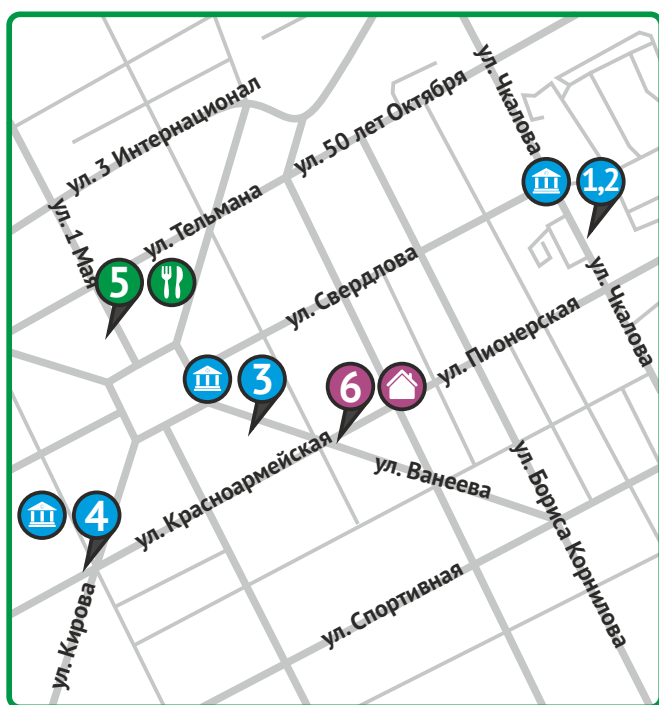 ул. Чкалова
ул. 3 Интернационал
ул. 50 лет Октября
ул. 1 Мая
ул. Тельмана
1,2
5
ул. Свердлова
ул. Чкалова
ул. Пионерская
3
6
ул. Красноармейская
ул. Ванеева
4
ул. Бориса Корнилова
ул. Спортивная
ул. Кирова